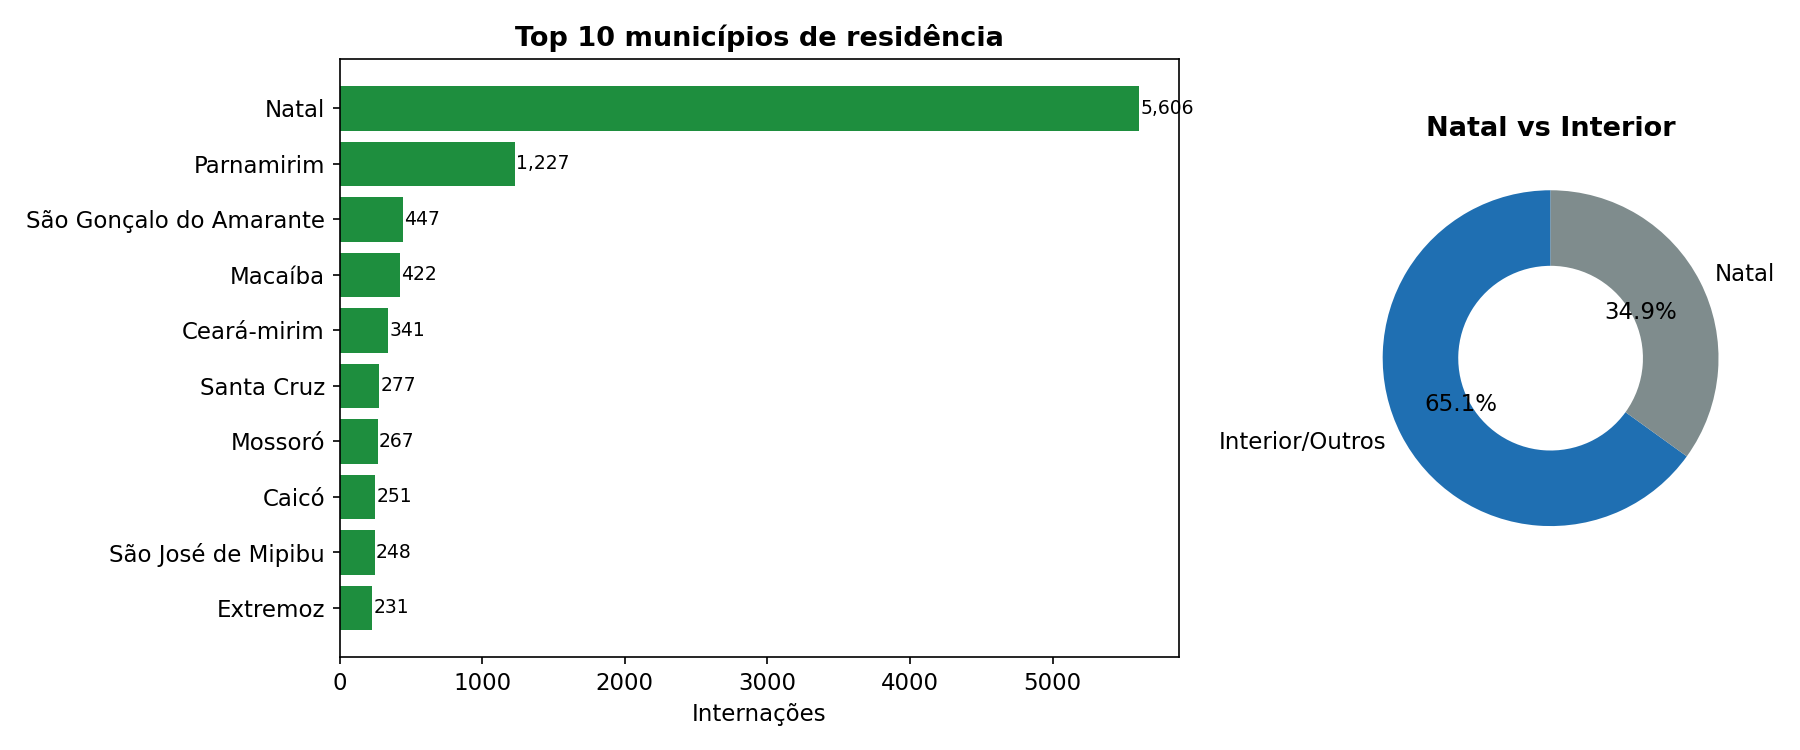 Top 10 municípios de residência
Natal 5,606
Parnamirim 1,227
São Gonçalo do Amarante 447
Macaíba 422
Ceará-mirim 341
Santa Cruz 277
Mossoró 267
Caicó 251
São José de Mipibu 248
Extremoz 231
0 1000 2000 3000 4000 5000
Internações
Natal vs Interior
Natal
34.9%
65.1%
Interior/Outros